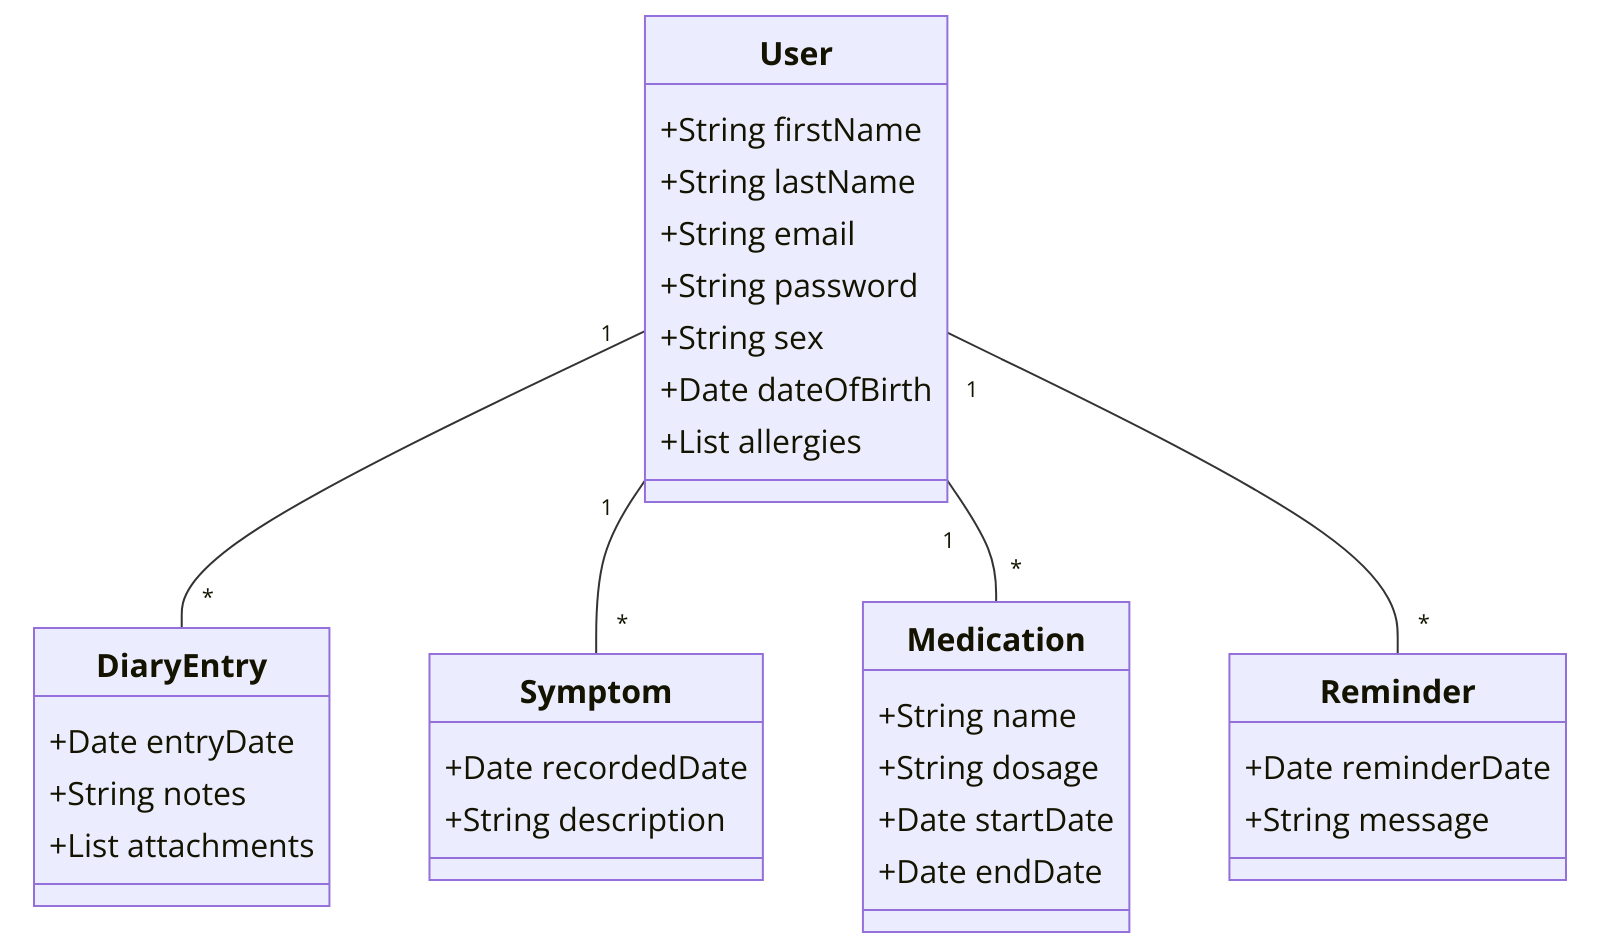 User
+String firstName
+String lastName
+String email
+String password
+String sex
+Date dateOfBirth
+List allergies
1
1
1
1
*
*
*
*
DiaryEntry
+Date entryDate
+String notes
+List attachments
Symptom
+Date recordedDate
+String description
Medication
+String name
+String dosage
+Date startDate
+Date endDate
Reminder
+Date reminderDate
+String message